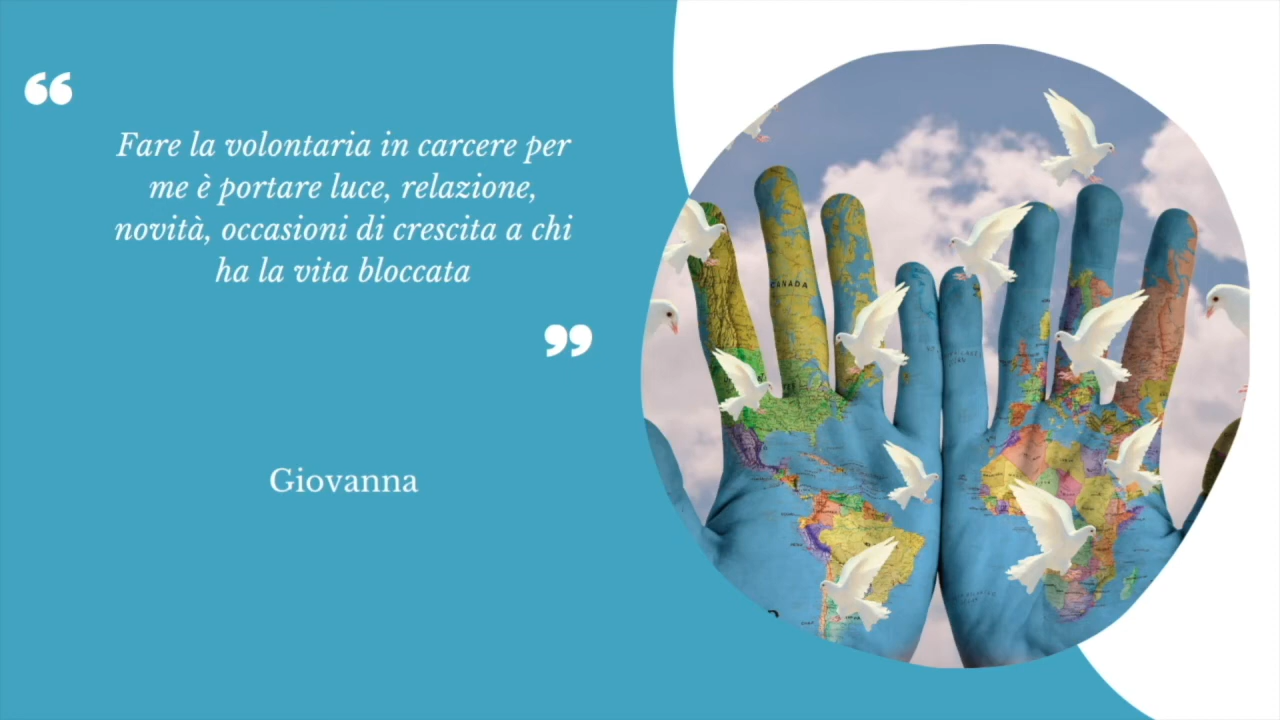 “
Fare la volontaria in carcere per
me è portare luce, relazione,
novità, occasioni di crescita a chi
ha la vita bloccata
”
Giovanna
CANADA